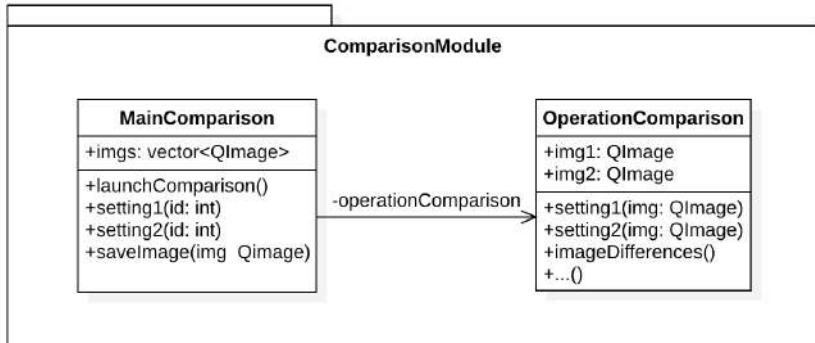 ComparisonModule
MainComparison
+imgs: vector<QImage>
+launchComparison()
+setting1(id: int)
+setting2(id: int)
+saveImage(img Qimage)
-operationComparison
OperationComparison
+img1: QImage
+img2: QImage
+setting1(img: QImage)
+setting2(img: QImage)
+imageDifferences()
+...()